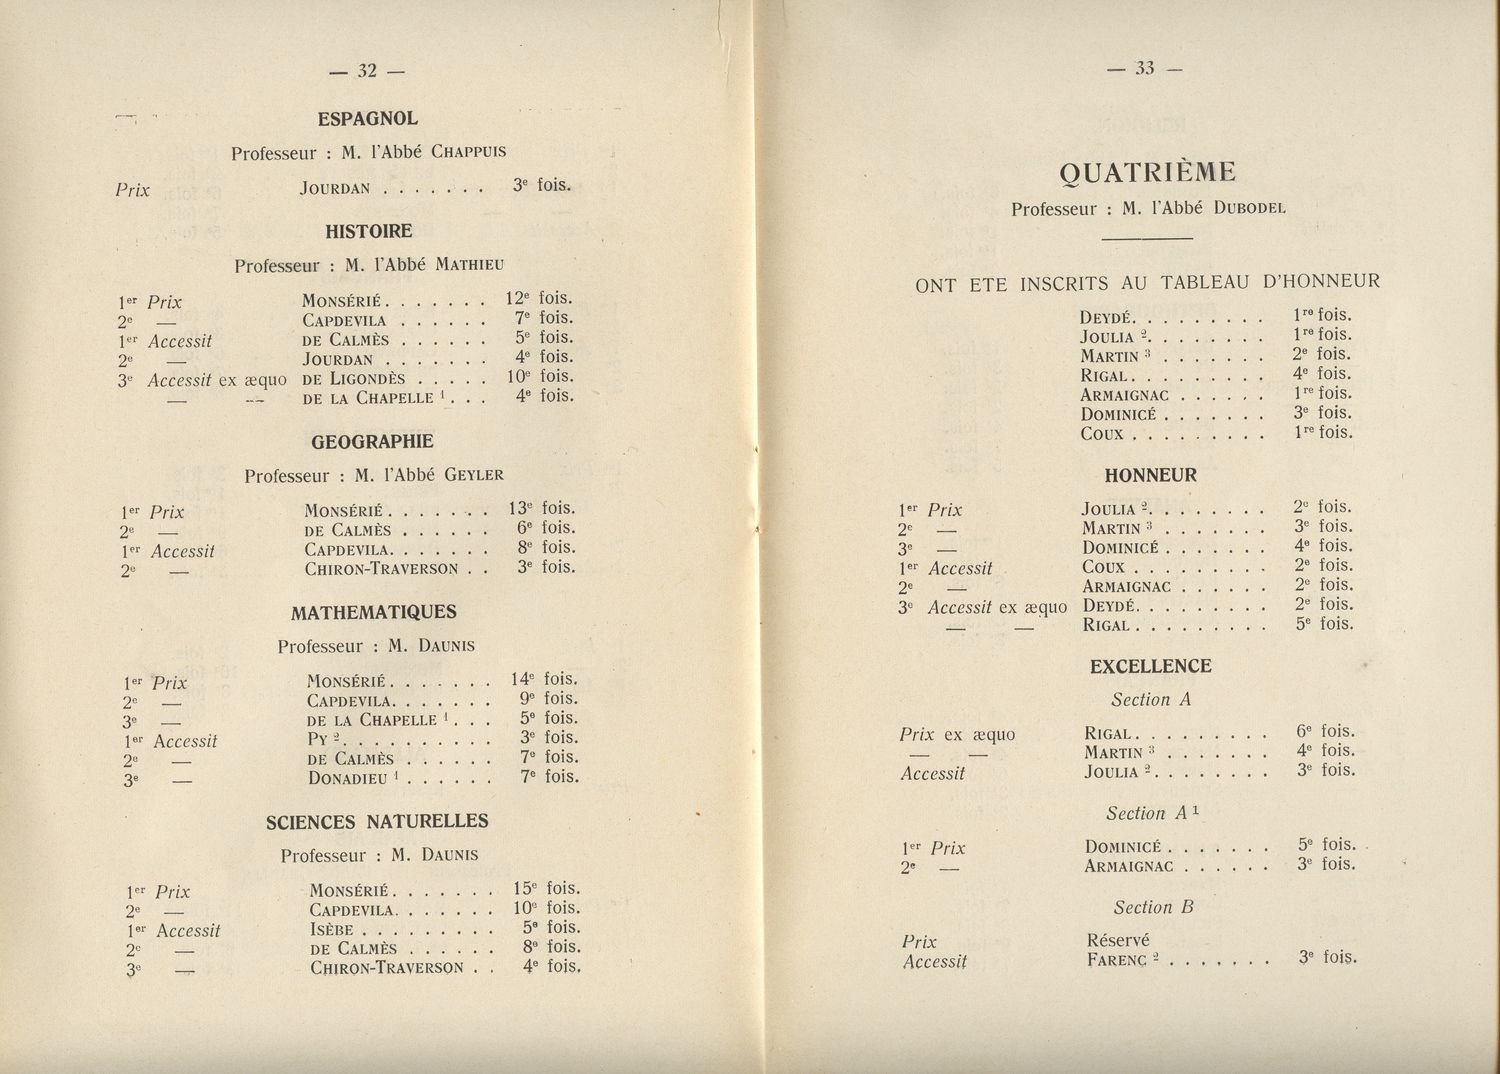 — 32 —
ESPAGNOL
Professeur : M. l'Abbé CHAPPUIS
Prix JOURDAN . . . . . . . 3e fois.
HISTOIRE
Professeur : M. l'Abbé MATHIEU
1er Prix MONSÉRIÉ. . . . . . . 12e fois.
2e — CAPDEVILA . . . . . . 7e fois.
1er Accessit DE CALMÈS . . . . . . 5e fois.
2e — JOURDAN . . . . . . . 4e fois.
3e Accessit ex æquo DE LIGONDÈS . . . . . 10e fois.
— — DE LA CHAPELLE 1 . . . 4e fois.
GEOGRAPHIE
Professeur : M. l'Abbé GEYLER
1er Prix MONSÉRIÉ. . . . . . . 13e fois.
2e — DE CALMÈS . . . . . . 6e fois.
1er Accessit CAPDEVILA. . . . . . . 8e fois.
2e — CHIRON-TRAVERSON . . 3e fois.
MATHEMATIQUES
Professeur : M. DAUNIS
1er Prix MONSÉRIÉ. . . . . . . 14e fois.
2e — CAPDEVILA. . . . . . . 9e fois.
3e — DE LA CHAPELLE 1 . . . 5e fois.
1er Accessit PY 2. . . . . . . . . . 3e fois.
2e — DE CALMÈS . . . . . . 7e fois.
3e — DONADIEU 1 . . . . . . 7e fois.
SCIENCES NATURELLES
Professeur : M. DAUNIS
1er Prix MONSÉRIÉ. . . . . . . 15e fois.
2e — CAPDEVILA. . . . . . . 10e fois.
1er Accessit ISÈBE . . . . . . . . . 5e fois.
2e — DE CALMÈS . . . . . . 8e fois.
3e — CHIRON-TRAVERSON . . 4e fois.
— 33 —
QUATRIÈME
Professeur : M. l'Abbé DUBODEL
ONT ETE INSCRITS AU TABLEAU D'HONNEUR
DEYDÉ. . . . . . . . . 1re fois.
JOULIA 2. . . . . . . . 1re fois.
MARTIN 3 . . . . . . . 2e fois.
RIGAL. . . . . . . . . 4e fois.
ARMAIGNAC . . . . . . 1re fois.
DOMINICÉ . . . . . . . 3e fois.
COUX . . . . . . . . . 1re fois.
HONNEUR
1er Prix JOULIA 2. . . . . . . . 2e fois.
2e — MARTIN 3 . . . . . . . 3e fois.
3e — DOMINICÉ . . . . . . . 4e fois.
1er Accessit COUX . . . . . . . . . 2e fois.
2e — ARMAIGNAC . . . . . . 2e fois.
3e Accessit ex æquo DEYDÉ. . . . . . . . . 2e fois.
— — RIGAL . . . . . . . . . 5e fois.
EXCELLENCE
Section A
Prix ex æquo RIGAL. . . . . . . . . 6e fois.
— — MARTIN 3 . . . . . . . 4e fois.
Accessit JOULIA 2. . . . . . . . 3e fois.
Section A 1
1er Prix DOMINICÉ . . . . . . . 5e fois.
2e — ARMAIGNAC . . . . . . 3e fois.
Section B
Prix Réservé
Accessit FARENC 2 . . . . . . . 3e fois.